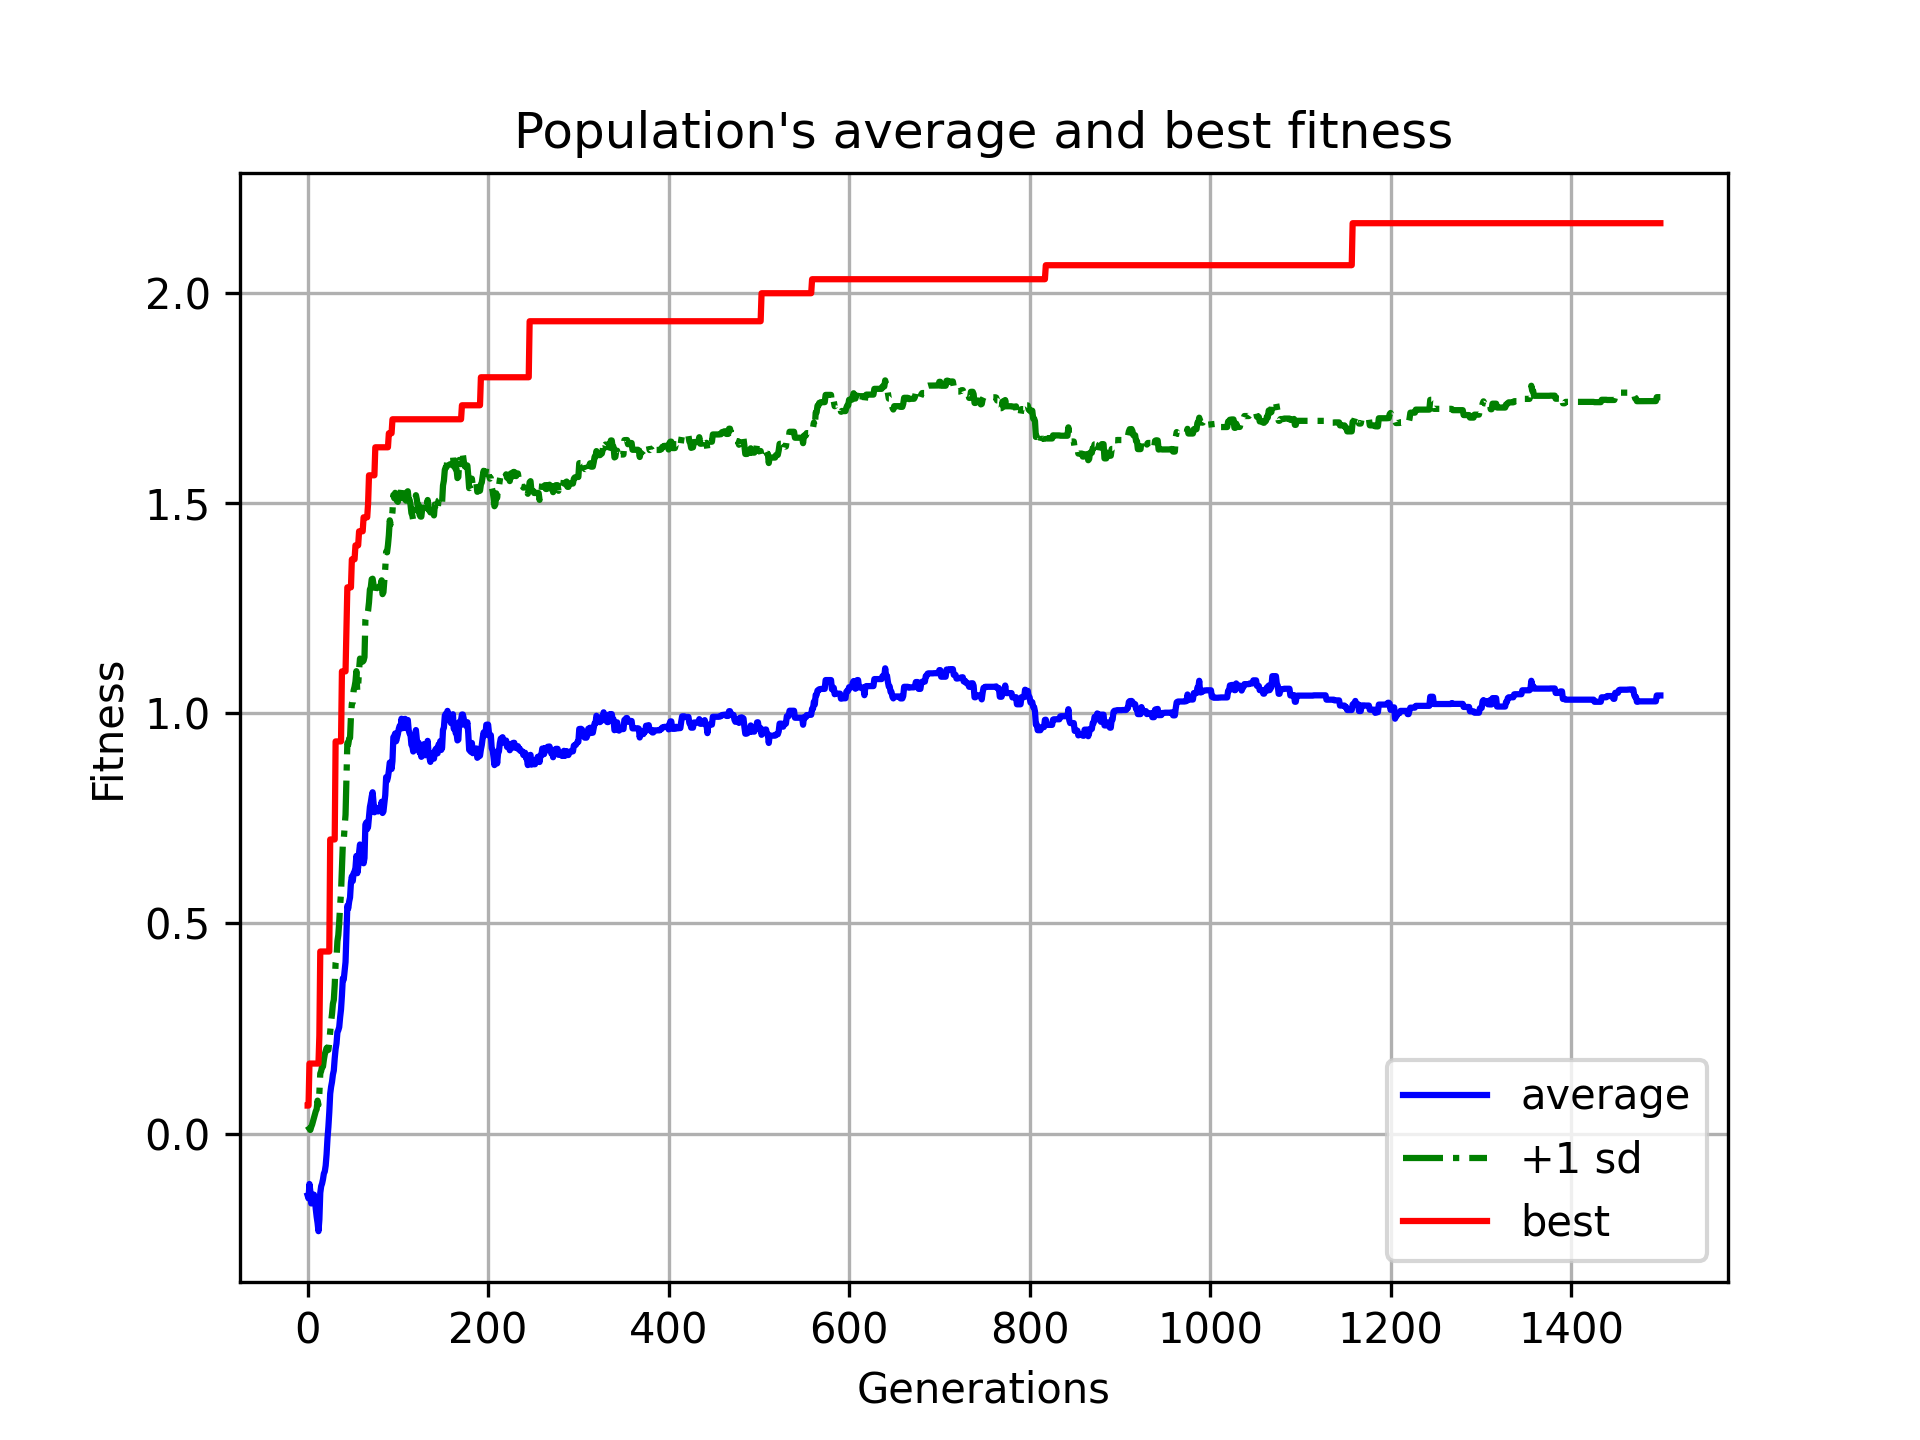 Population's average and best fitness
Fitness
2.0
1.5
1.0
0.5
0.0
0 200 400 600 800 1000 1200 1400
Generations
average
+1 sd
best